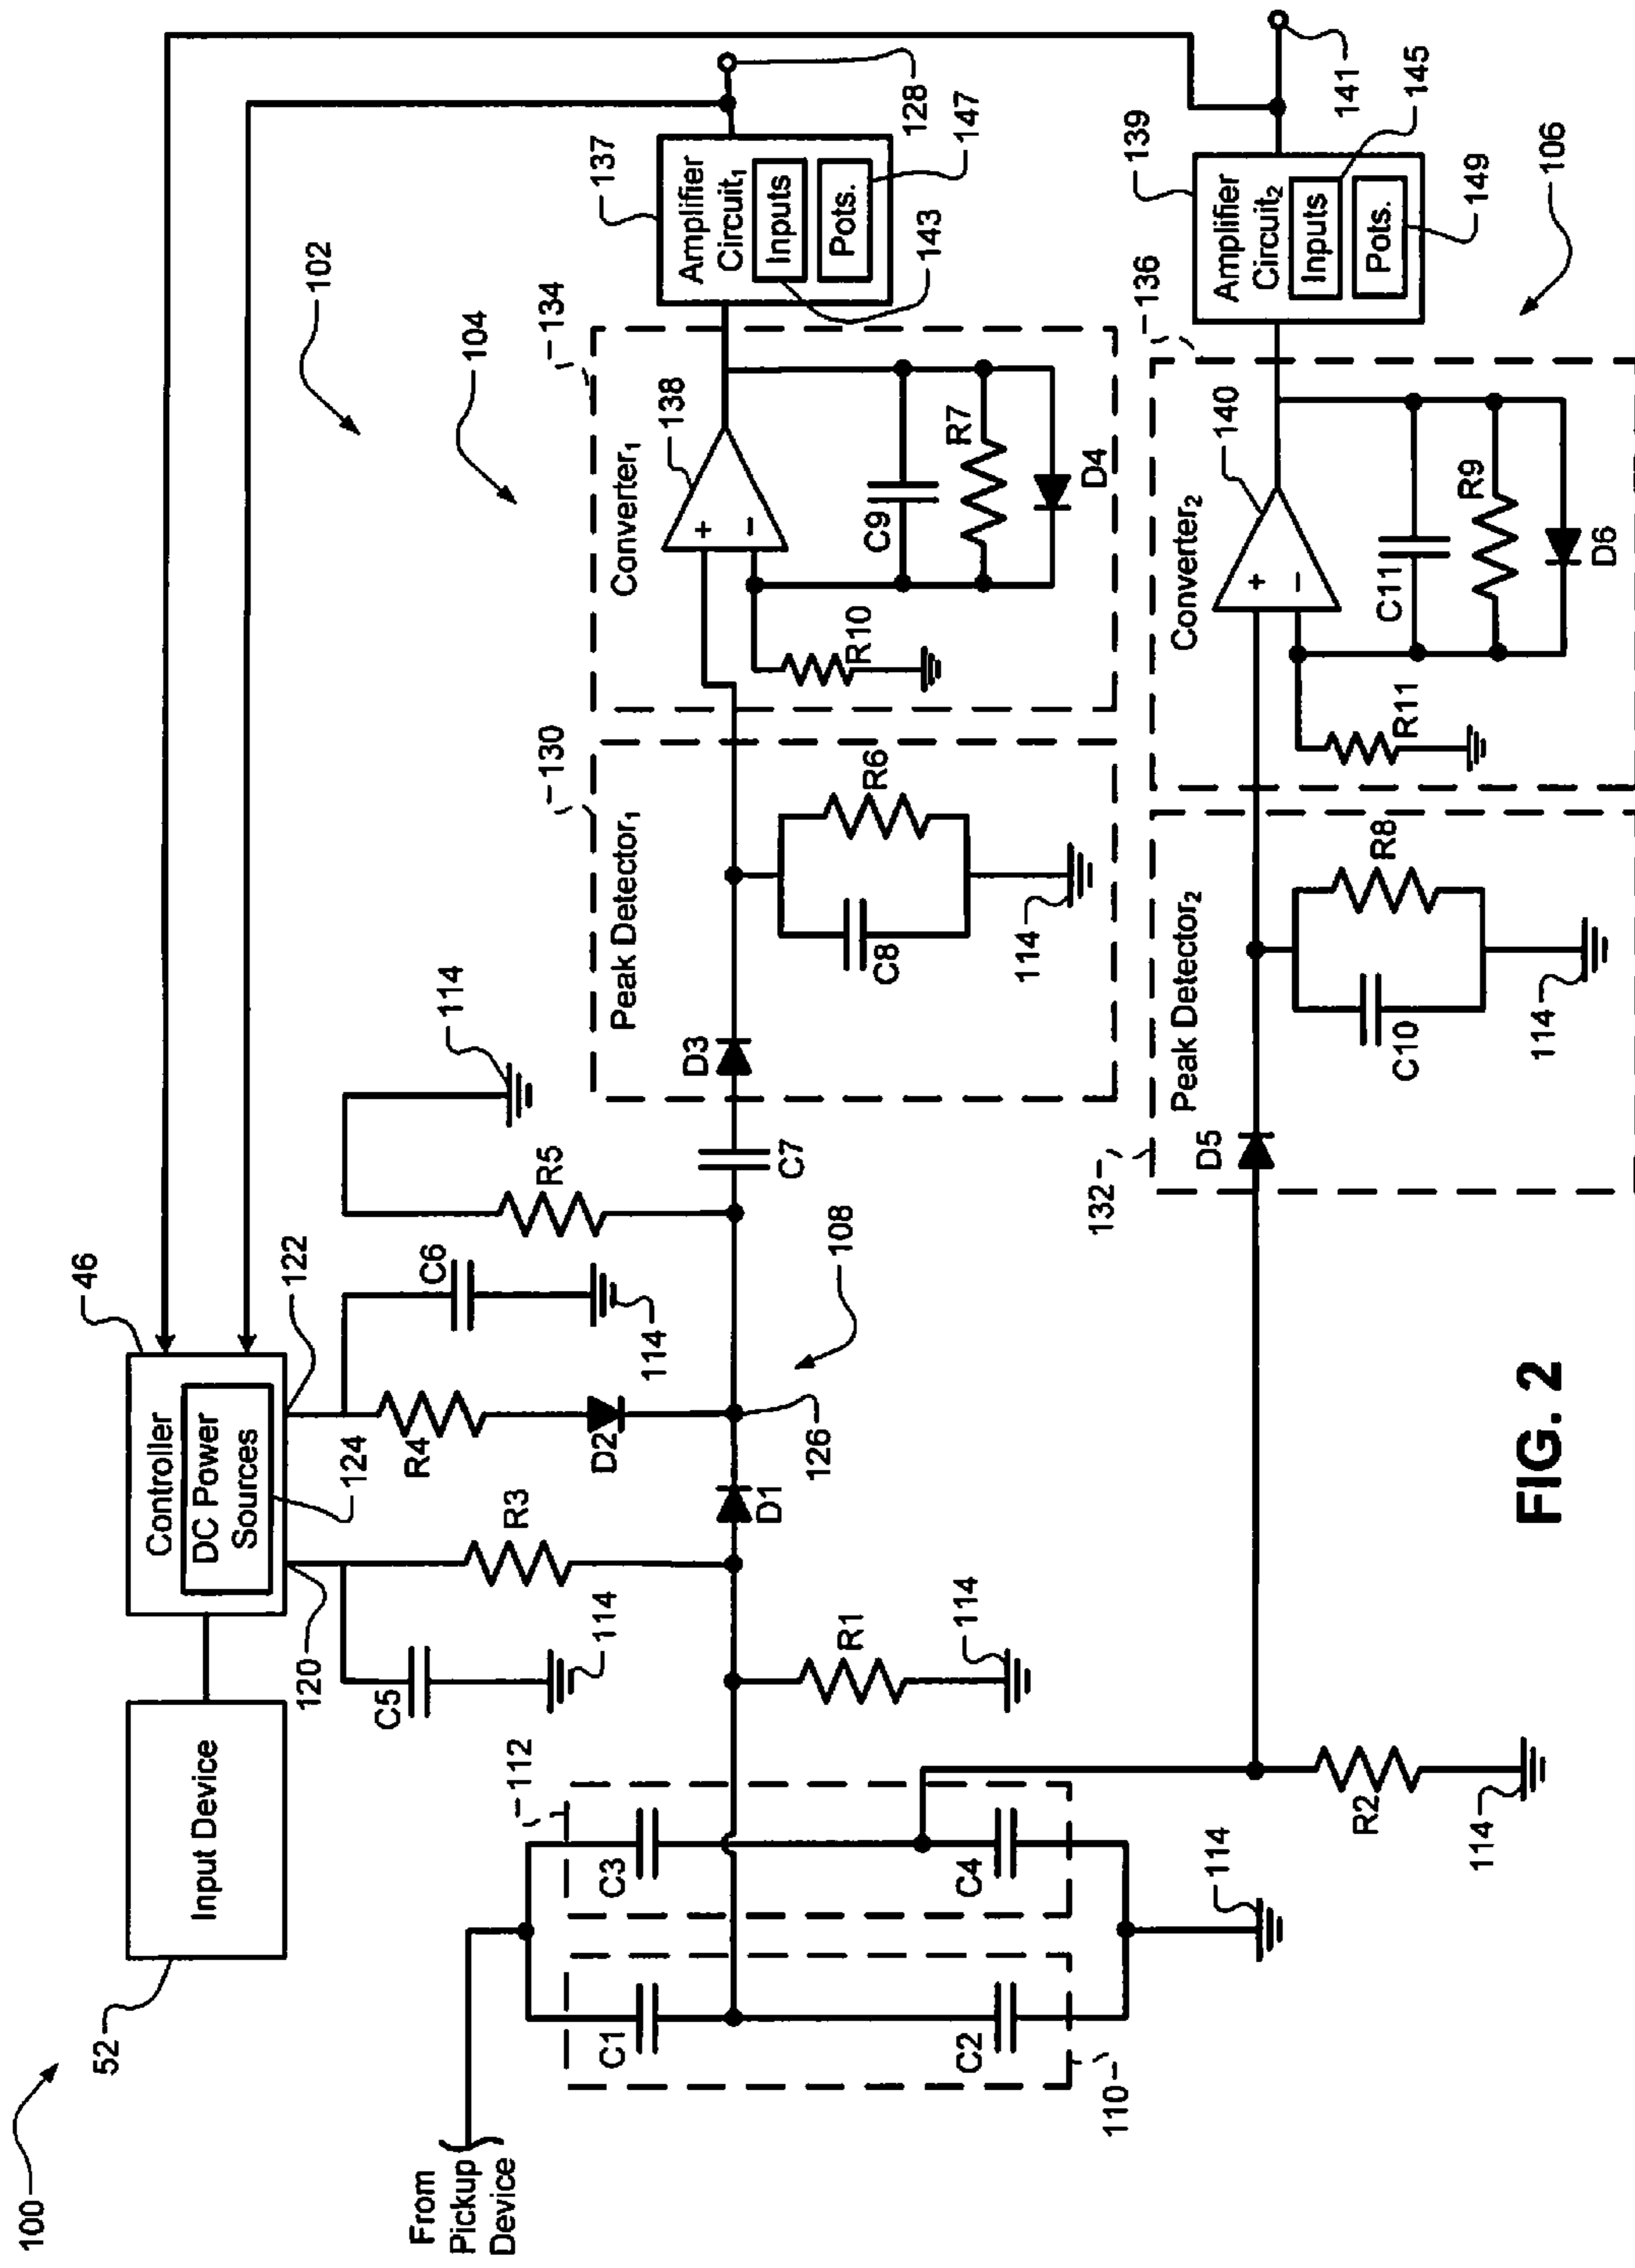 100
52
Input Device
46
Controller
DC Power
Sources
124
120
122
102
104
C5
114
R3
R4
C6
114
D2
R5
114
From
Pickup
Device
112
C1
C3
C2
C4
110
114
R1
114
D1
126
108
C7
Peak Detector1
130
D3
C8
R6
114
Converter1
134
138
+
−
R10
C9
R7
D4
137
Amplifier
Circuit1
Inputs
Pots.
143
147
128
R2
114
132
Peak Detector2
D5
C10
R8
114
Converter2
136
140
+
−
R11
C11
R9
D6
139
Amplifier
Circuit2
Inputs
Pots.
149
145
141
106
FIG. 2